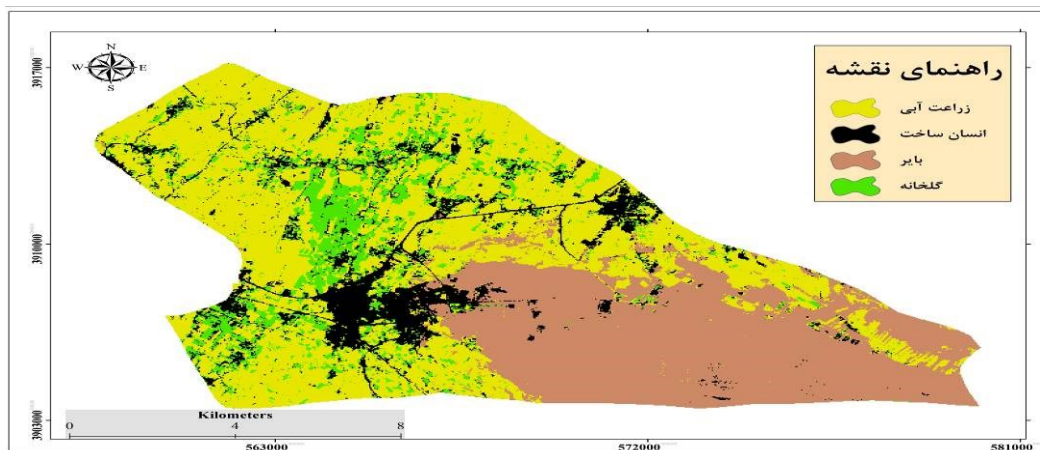 N
W E
S
راهنمای نقشه
زراعت آبی
انسان ساخت
بایر
گلخانه
3917000
3910000
3903000
Kilometers
0 4 8
563000 572000 581000